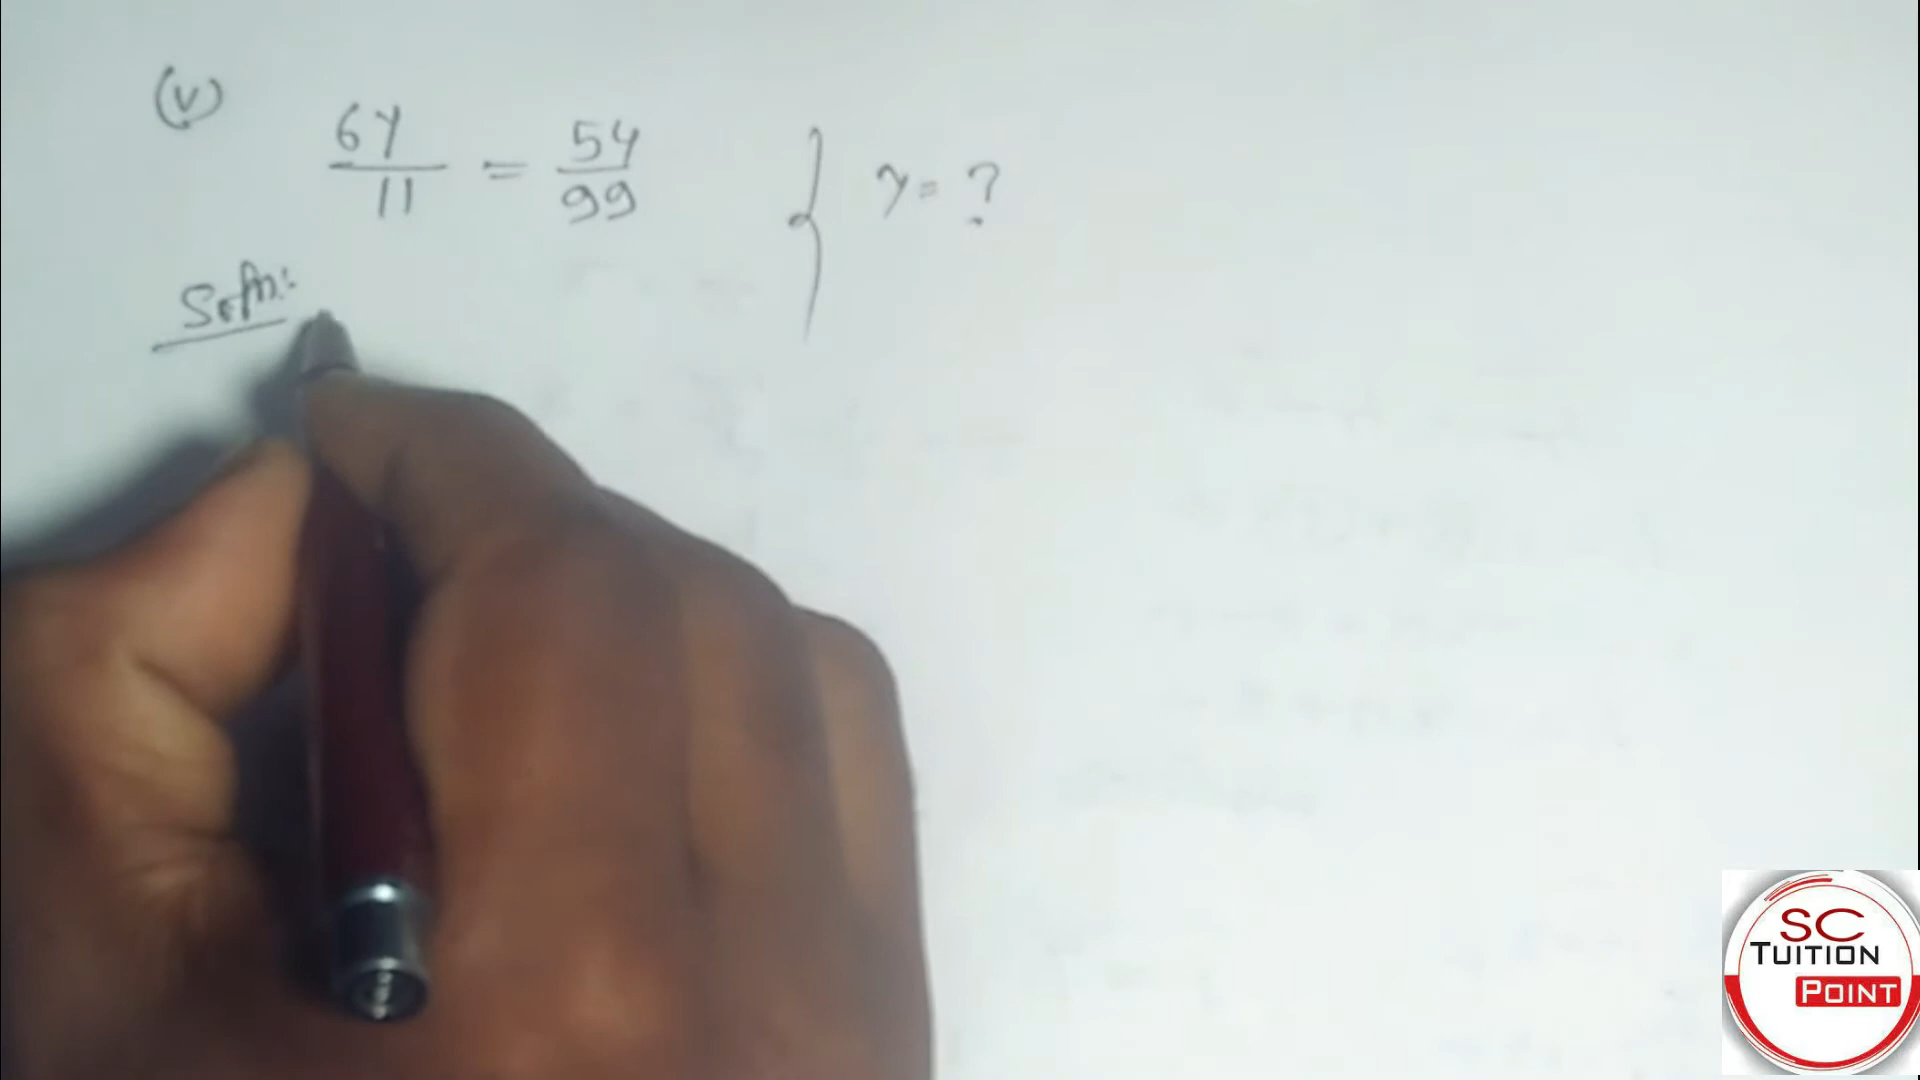 (v)
6y/11 = 54/99 } y = ?
Soln:
SC
TUITION
POINT